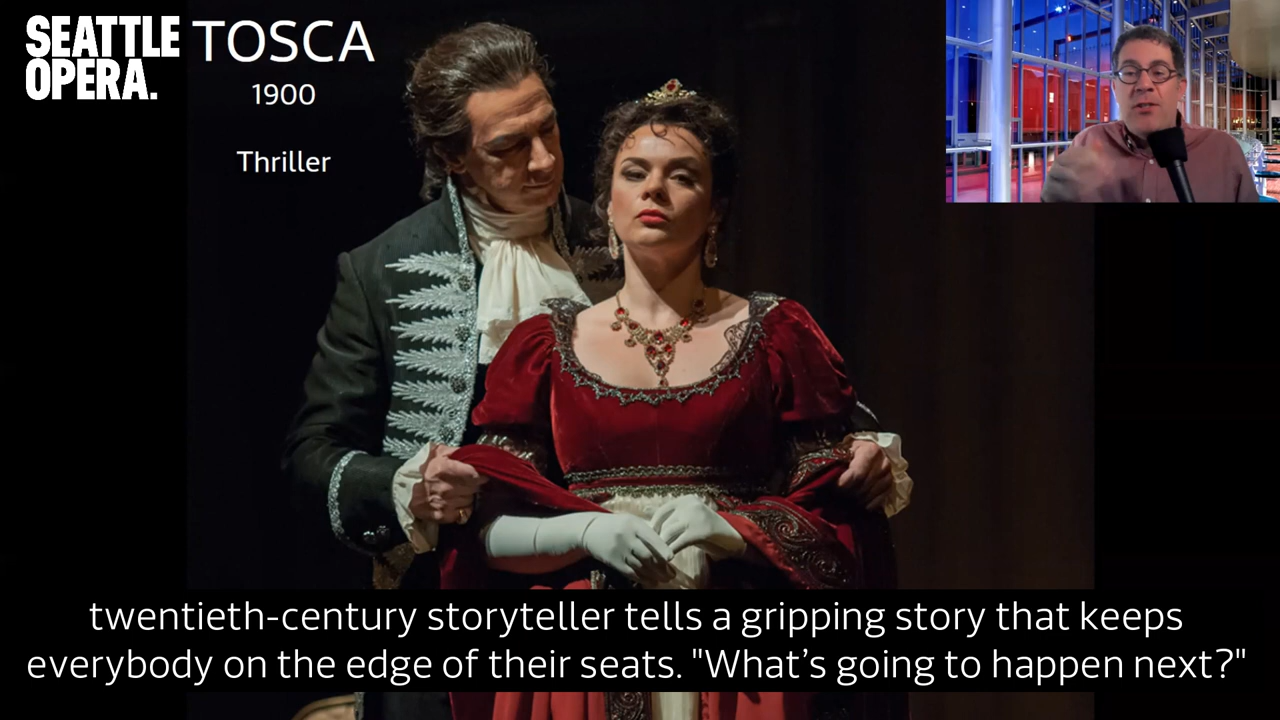 SEATTLE
OPERA.
TOSCA
1900
Thriller
twentieth-century storyteller tells a gripping story that keeps
everybody on the edge of their seats. "What’s going to happen next?"